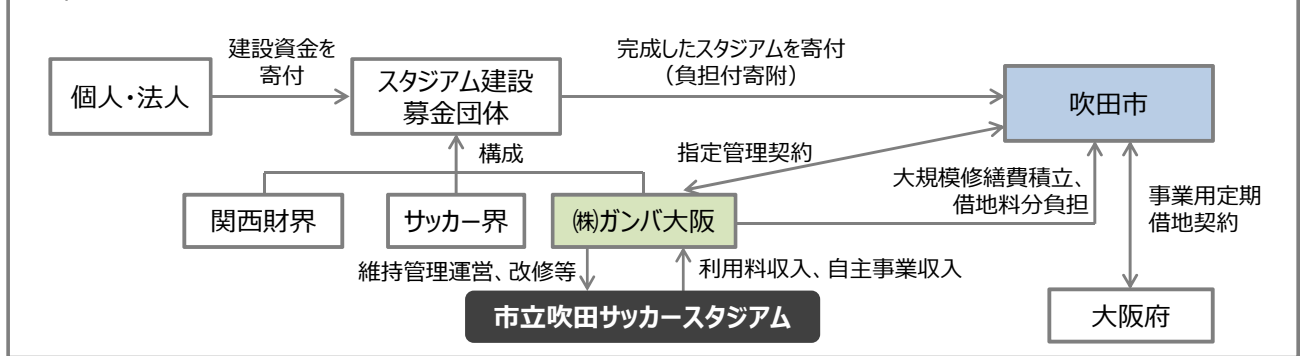 建設資金を
寄付
完成したスタジアムを寄付
（負担付寄附）
個人・法人
スタジアム建設
募金団体
吹田市
構成
指定管理契約
大規模修繕費積立、
借地料分負担
事業用定期
借地契約
関西財界
サッカー界
㈱ガンバ大阪
維持管理運営、改修等
利用料収入、自主事業収入
市立吹田サッカースタジアム
大阪府